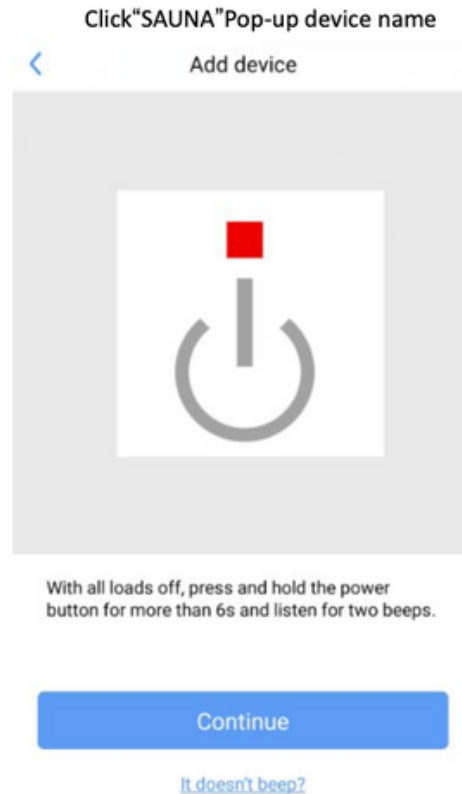 Click“SAUNA”Pop-up device name
Add device
With all loads off, press and hold the power
button for more than 6s and listen for two beeps.
Continue
It doesn't beep?